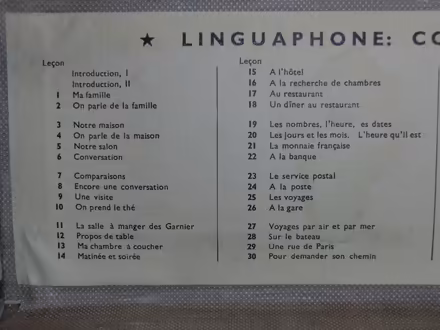 ★ LINGUAPHONE: CO
Leçon
Introduction, I
Introduction, II
1 Ma famille
2 On parle de la famille
3 Notre maison
4 On parle de la maison
5 Notre salon
6 Conversation
7 Comparaisons
8 Encore une conversation
9 Une visite
10 On prend le thé
11 La salle à manger des Garnier
12 Propos de table
13 Ma chambre à coucher
14 Matinée et soirée
Leçon
15 A l'hôtel
16 A la recherche de chambres
17 Au restaurant
18 Un dîner au restaurant
19 Les nombres, l'heure, es dates
20 Les jours et les mois. L'heure qu'il est
21 La monnaie française
22 A la banque
23 Le service postal
24 A la poste
25 Les voyages
26 A la gare
27 Voyages par air et par mer
28 Sur le bateau
29 Une rue de Paris
30 Pour demander son chemin